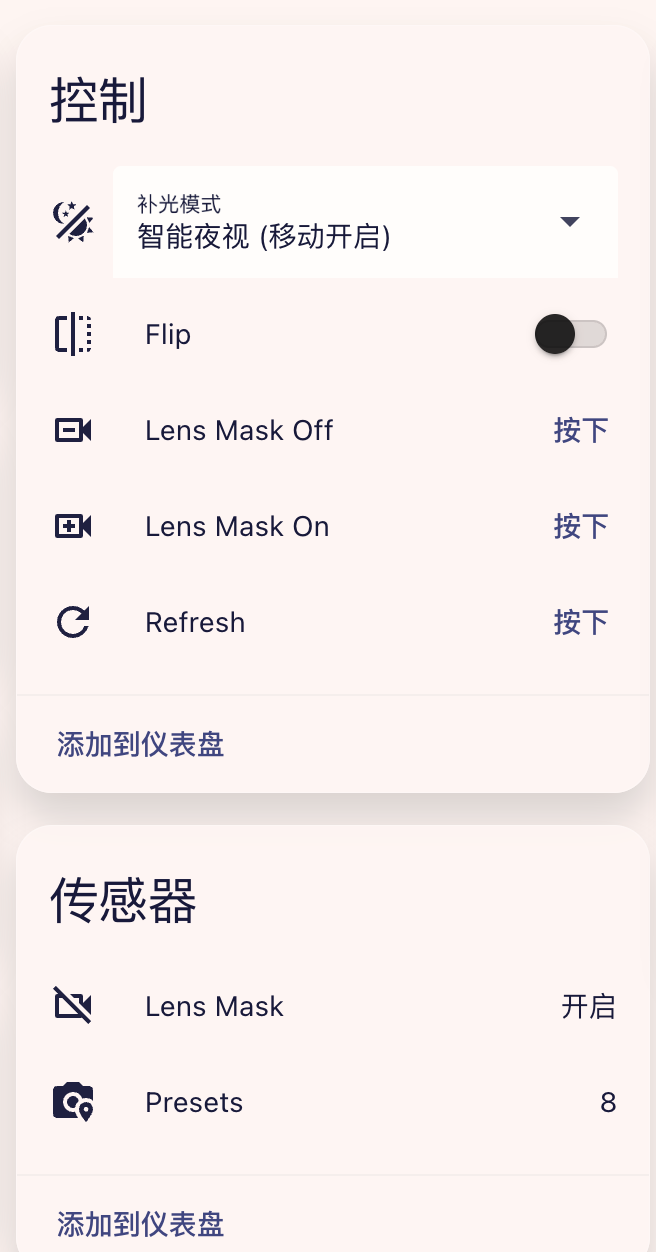 控制
补光模式
智能夜视 (移动开启)
Flip
Lens Mask Off 按下
Lens Mask On 按下
Refresh 按下
添加到仪表盘
传感器
Lens Mask 开启
Presets 8
添加到仪表盘